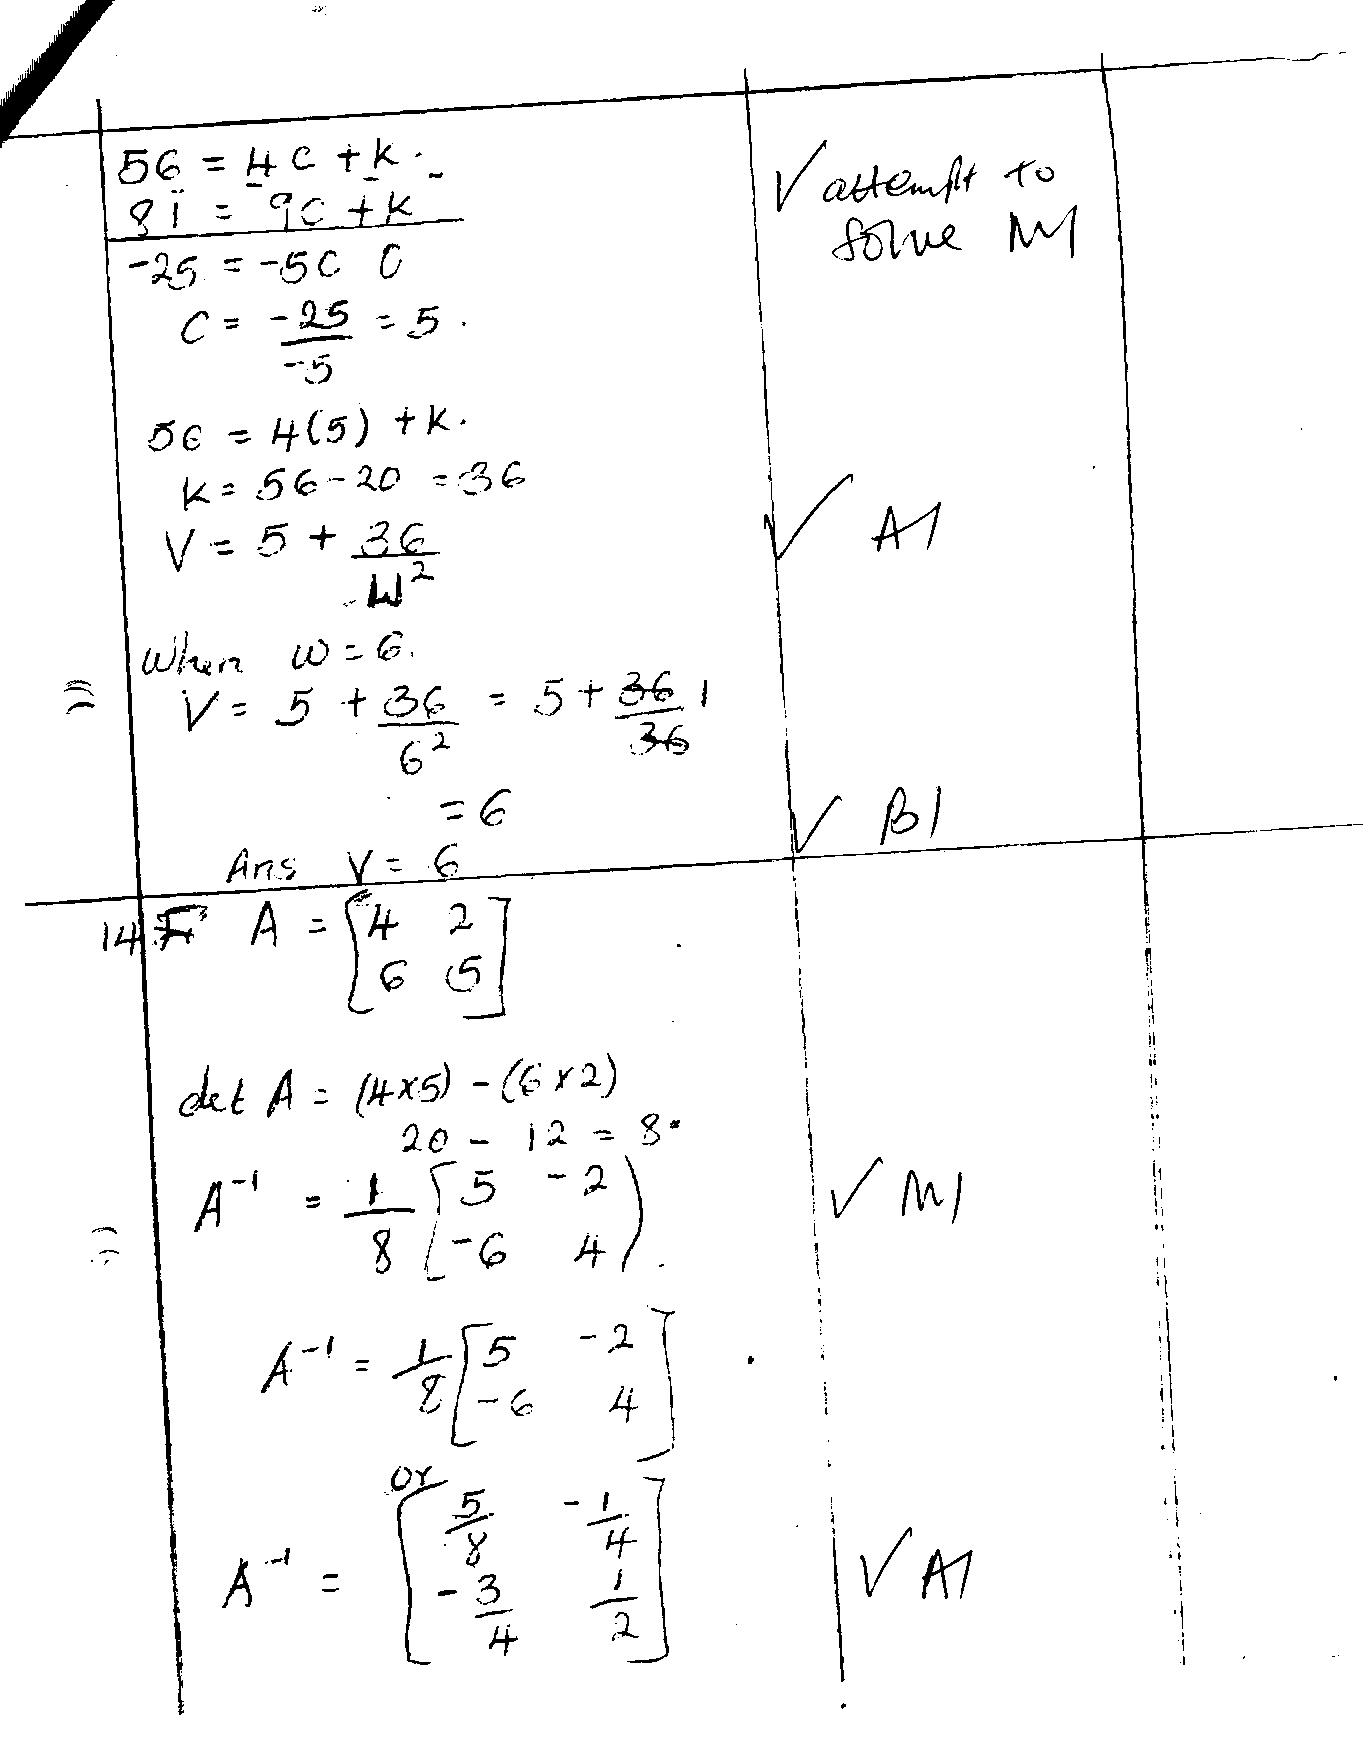 56 = 4C + K.
81 = 9C + K
-25 = -5C 0
C = -25/-5 = 5.
56 = 4(5) + K.
K = 56 - 20 = 36
V = 5 + 36/W²
When w = 6.
V = 5 + 36/6² = 5 + 36/36 1
= 6
Ans V = 6
✓ attempt to
solve M1
✓ A1
✓ B1
14 A = [4 2
6 5]
det A = (4×5) - (6×2)
20 - 12 = 8.
A⁻¹ = 1/8 [5 -2
-6 4).
✓ M1
A⁻¹ = 1/8 [5 -2
-6 4]
or
A⁻¹ = [5/8 -1/4
-3/4 1/2]
✓ A1